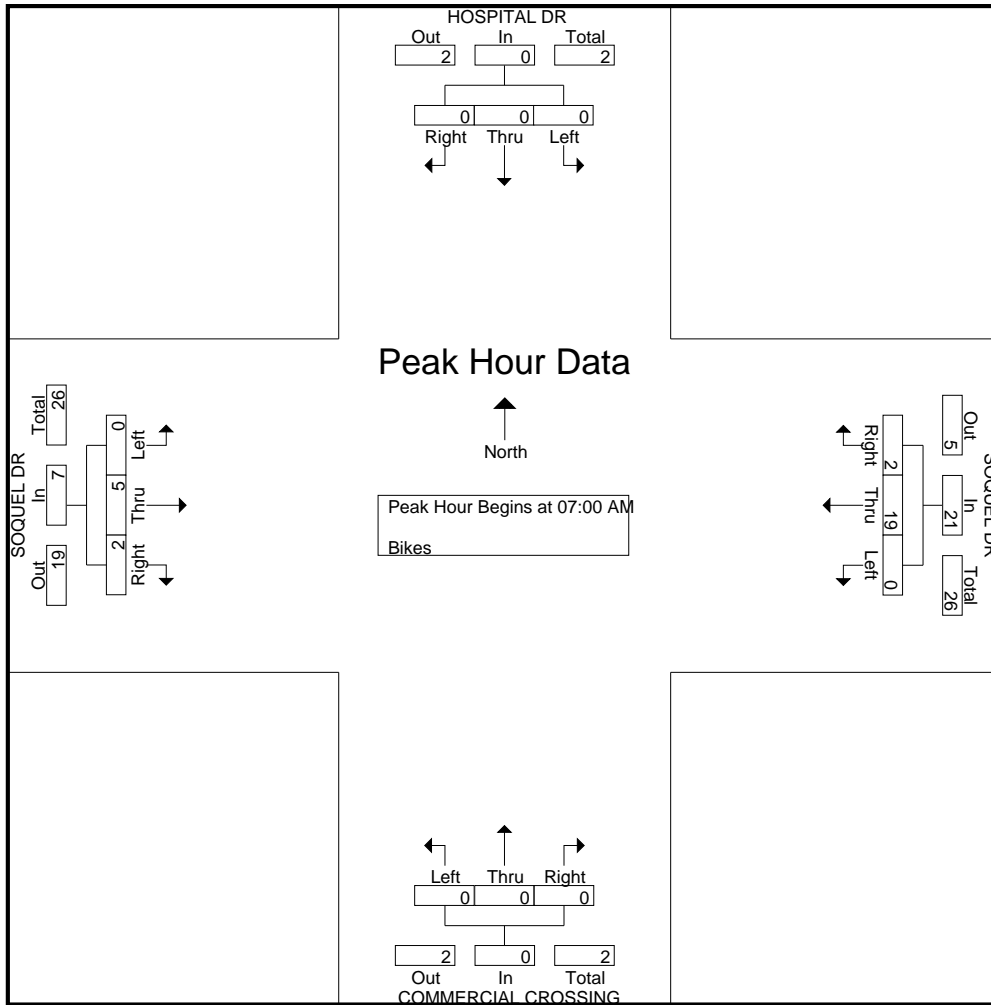 HOSPITAL DR
Out In Total
2 0 2
0 0 0
Right Thru Left
Peak Hour Data
North
Peak Hour Begins at 07:00 AM
Bikes
SOQUEL DR
Out In Total
19 7 26
Right Thru Left
2 5 0
SOQUEL DR
Out In Total
5 21 26
Right Thru Left
2 19 0
Left Thru Right
0 0 0
2 0 2
Out In Total
COMMERCIAL CROSSING